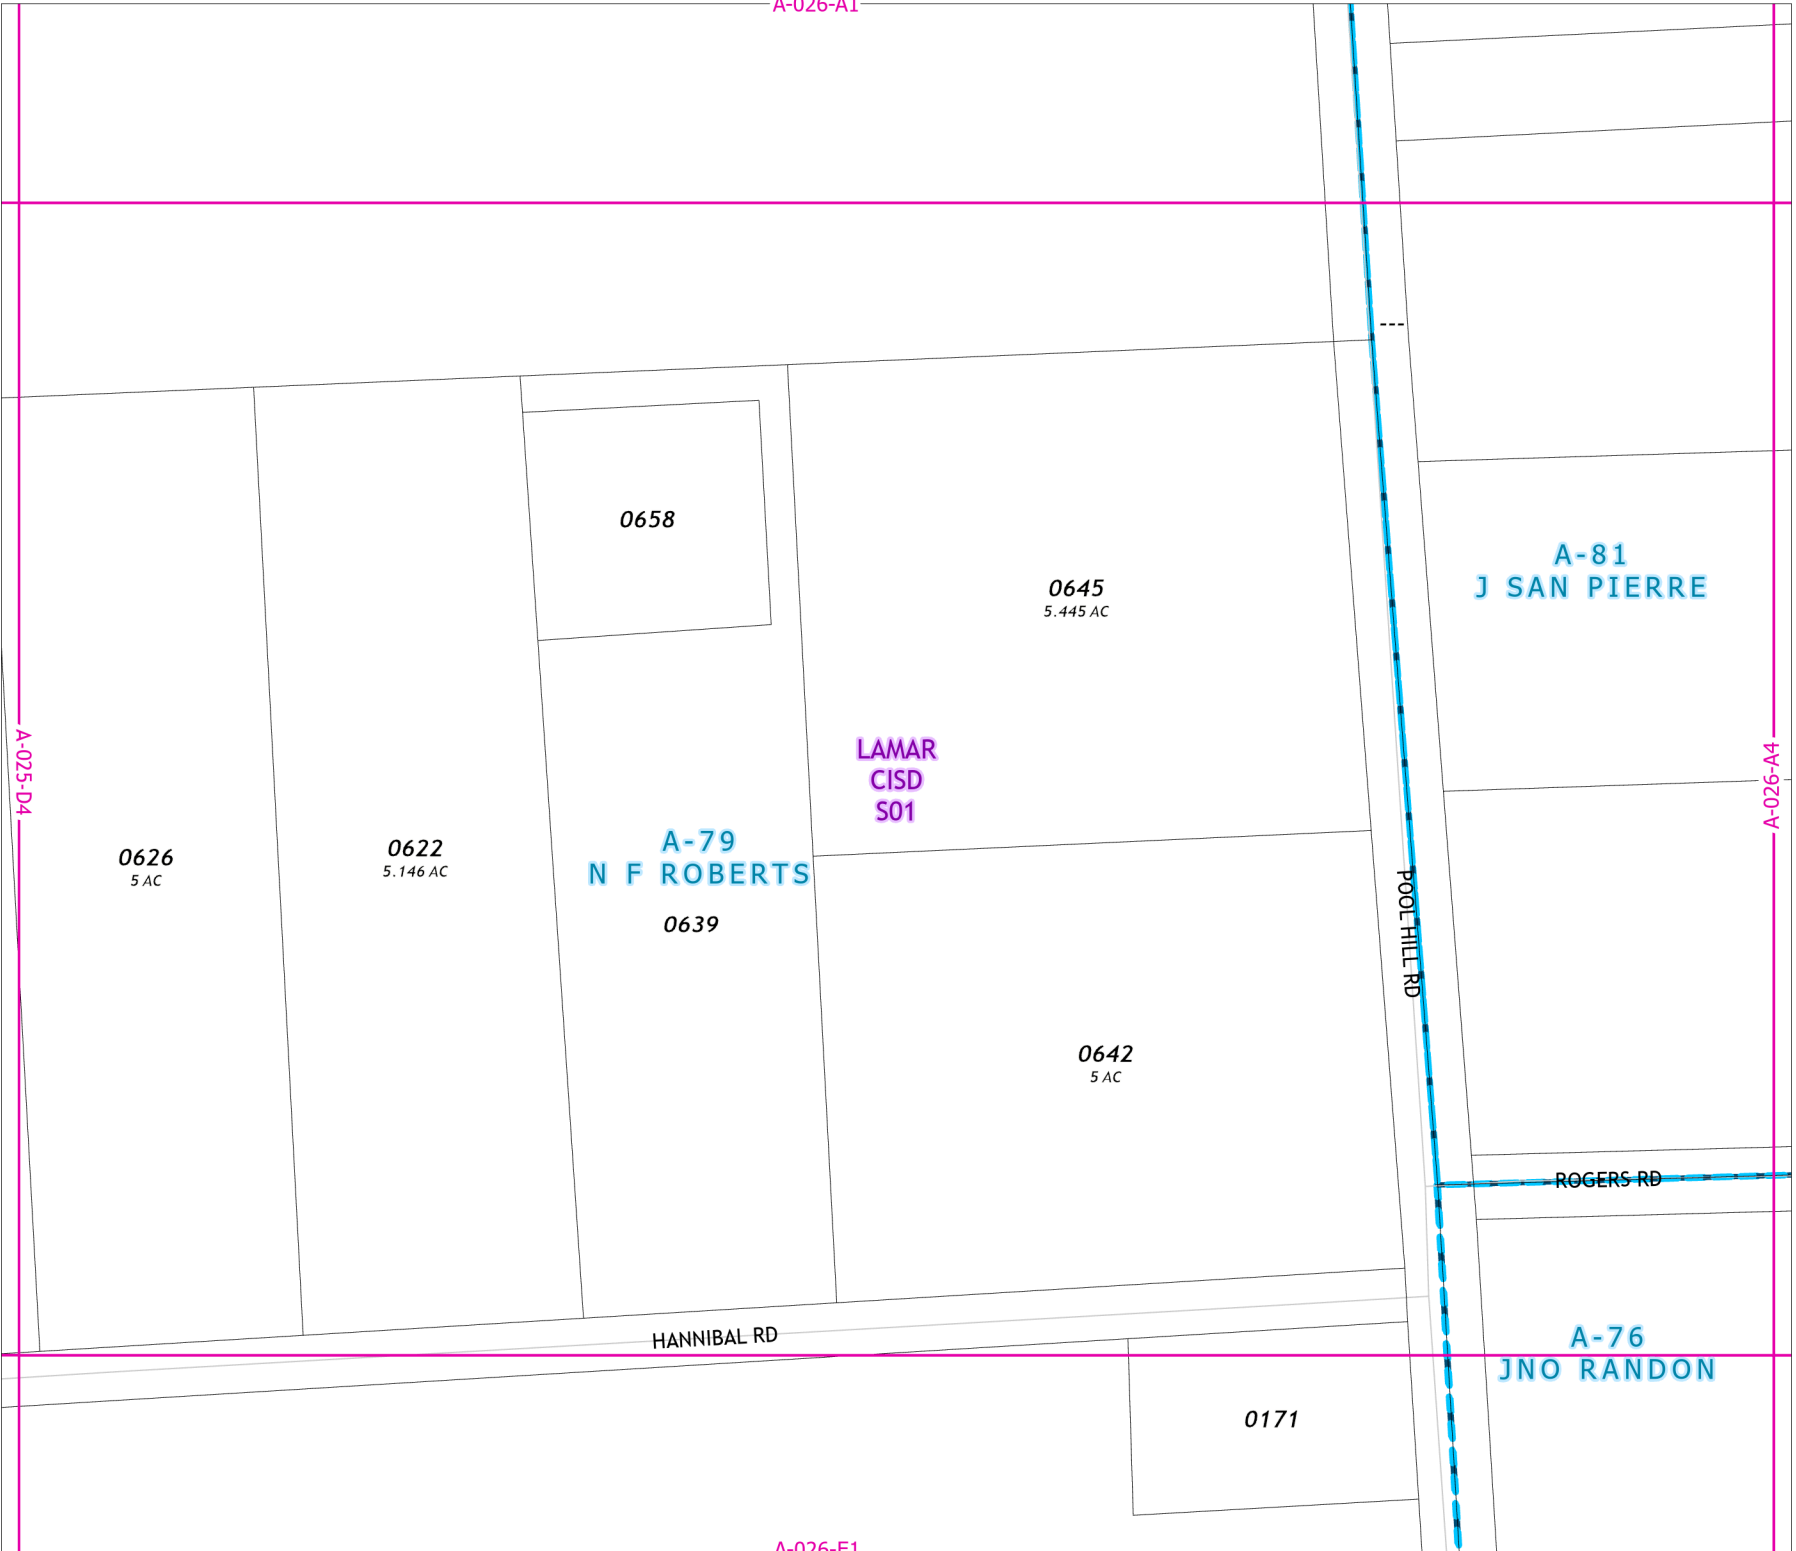 A-026-A1
---
0658
A-81
J SAN PIERRE
0645
5.445 AC
LAMAR
CISD
S01
A-025-D4
A-026-A4
0626
5 AC
0622
5.146 AC
A-79
N F ROBERTS
0639
POOL HILL RD
0642
5 AC
ROGERS RD
HANNIBAL RD
A-76
JNO RANDON
0171